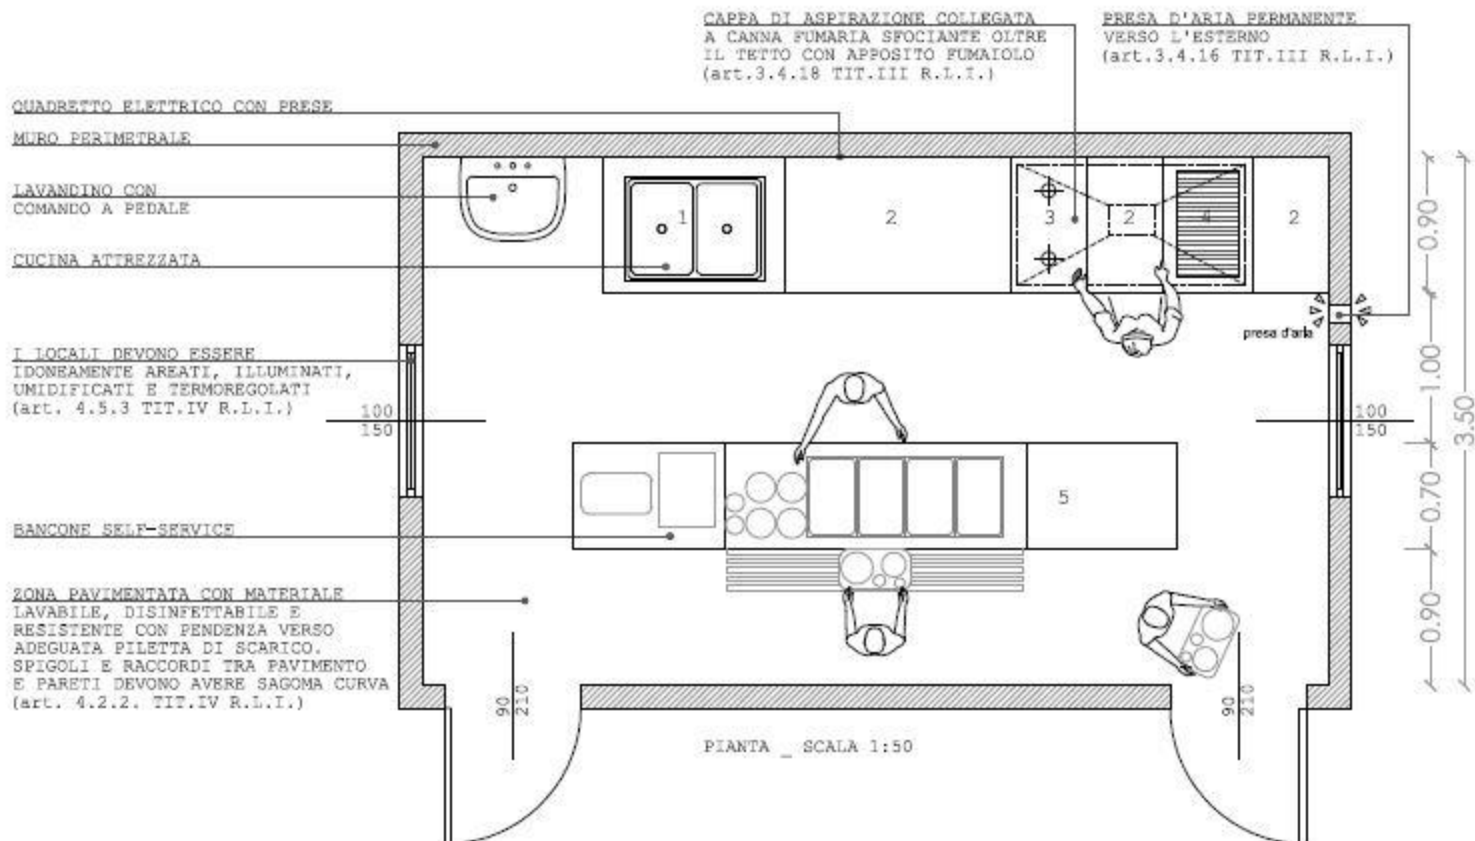 CAPPA DI ASPIRAZIONE COLLEGATA
A CANNA FUMARIA SFOCIANTE OLTRE
IL TETTO CON APPOSITO FUMAIOLO
(art.3.4.18 TIT.III R.L.I.)
PRESA D'ARIA PERMANENTE
VERSO L'ESTERNO
(art.3.4.16 TIT.III R.L.I.)
QUADRETTO ELETTRICO CON PRESE
MURO PERIMETRALE
LAVANDINO CON
COMANDO A PEDALE
CUCINA ATTREZZATA
I LOCALI DEVONO ESSERE
IDONEAMENTE AREATI, ILLUMINATI,
UMIDIFICATI E TERMOREGOLATI
(art. 4.5.3 TIT.IV R.L.I.)
BANCONE SELF-SERVICE
ZONA PAVIMENTATA CON MATERIALE
LAVABILE, DISINFETTABILE E
RESISTENTE CON PENDENZA VERSO
ADEGUATA PILETTA DI SCARICO.
SPIGOLI E RACCORDI TRA PAVIMENTO
E PARETI DEVONO AVERE SAGOMA CURVA
(art. 4.2.2. TIT.IV R.L.I.)
1
2
3
2
4
2
presa d'aria
100
150
100
150
5
90
210
90
210
0.90
1.00
0.70
0.90
3.50
PIANTA _ SCALA 1:50